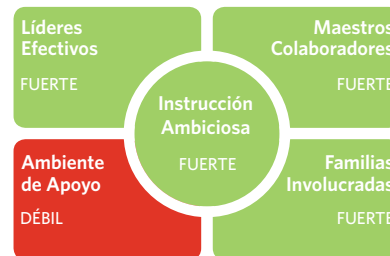 Líderes
Efectivos
FUERTE
Maestros
Colaboradores
FUERTE
Instrucción
Ambiciosa
FUERTE
Ambiente
de Apoyo
DÉBIL
Familias
Involucradas
FUERTE